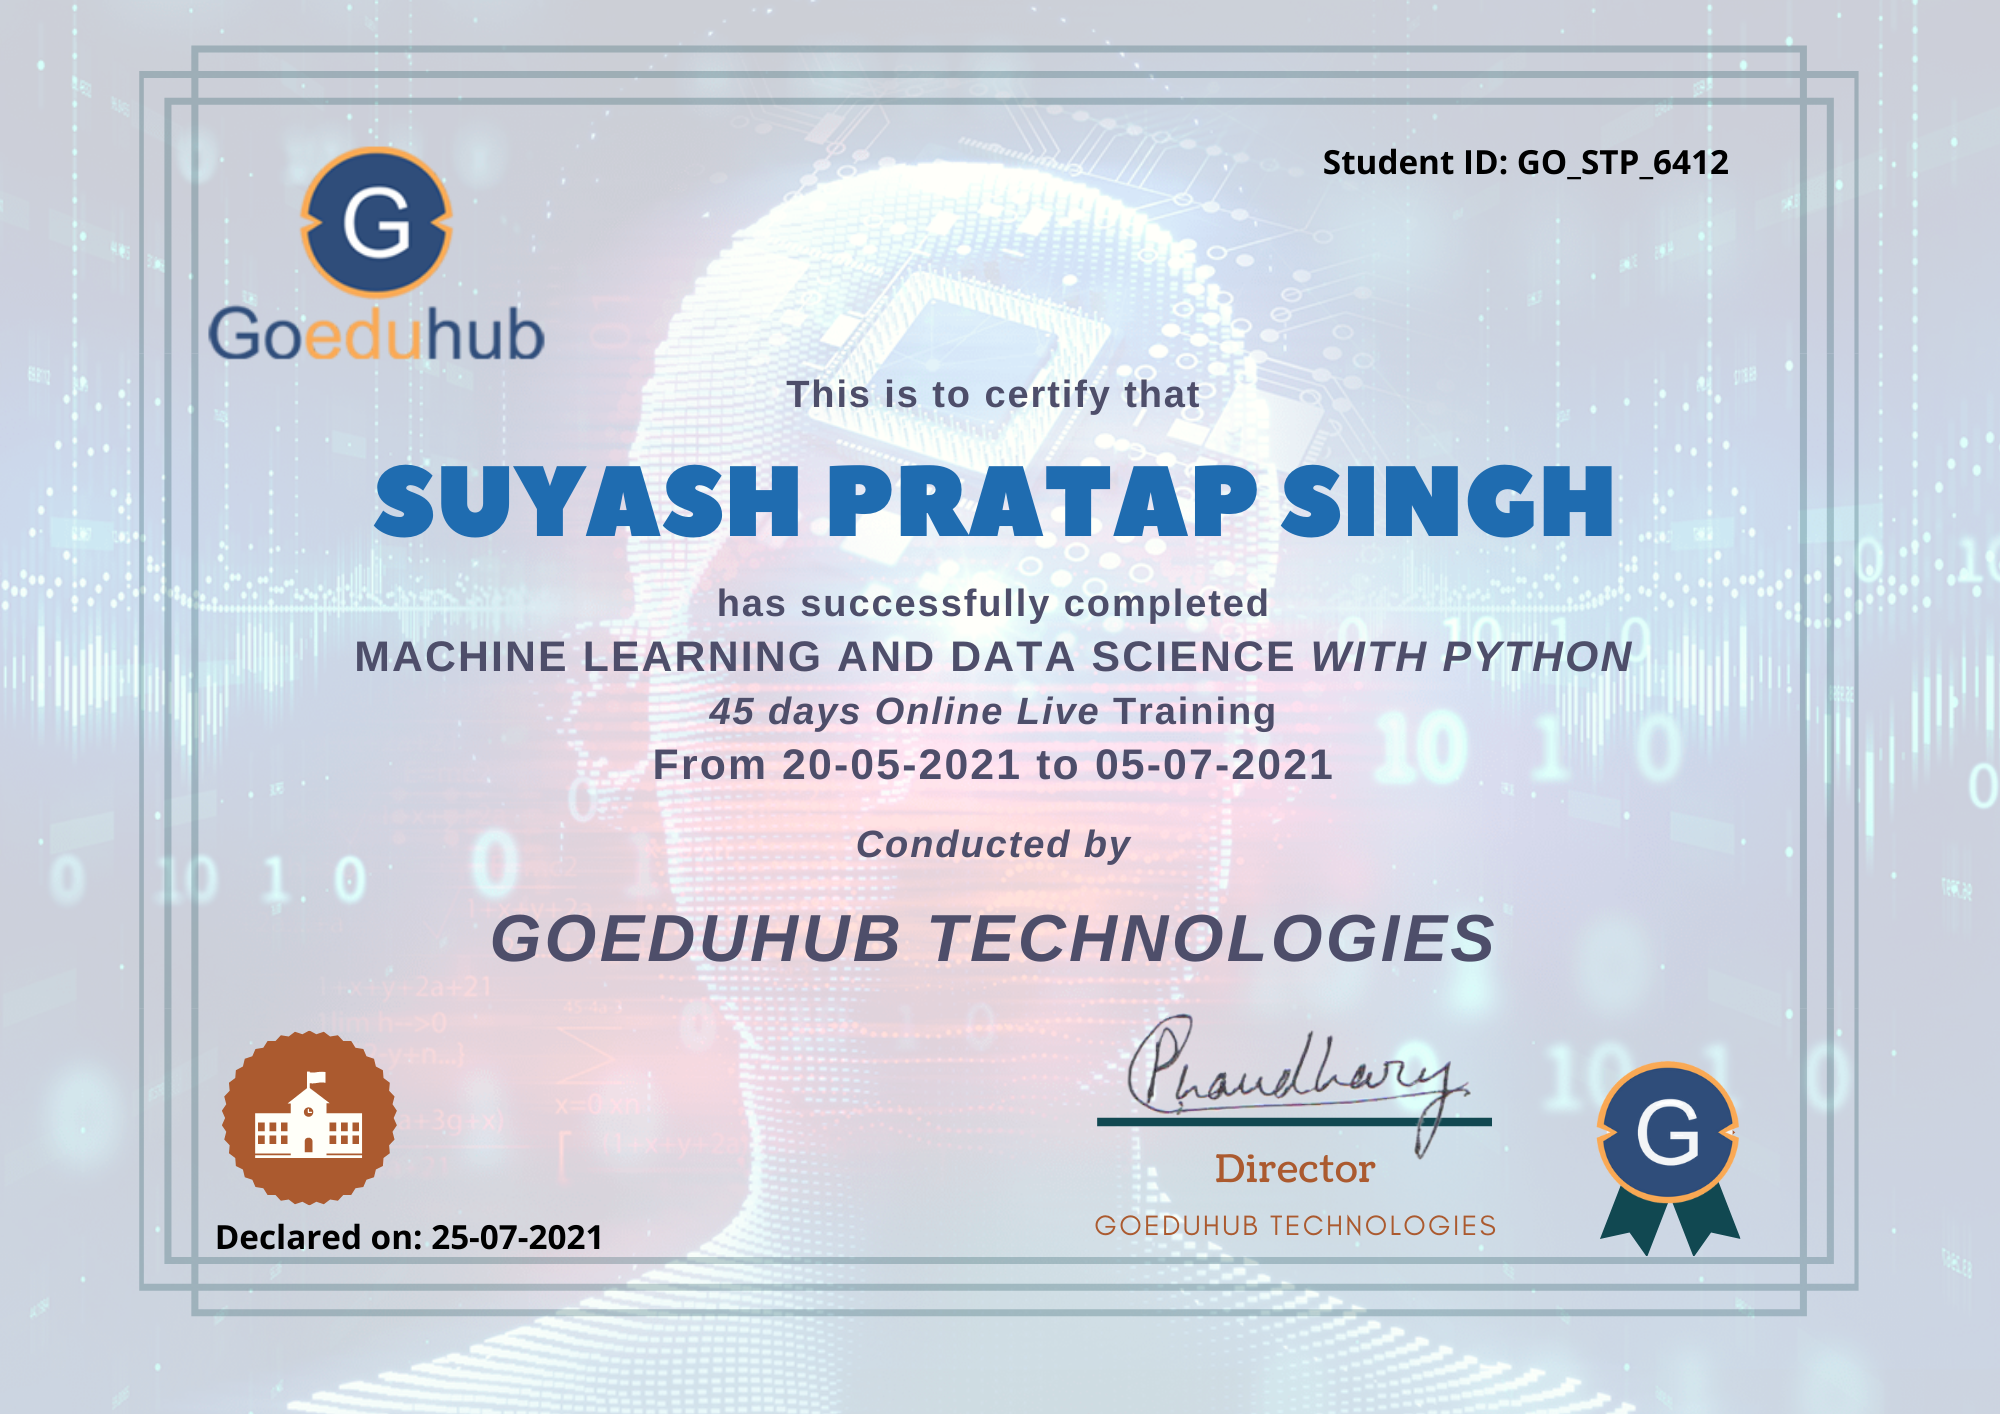 G
Goeduhub
Student ID: GO_STP_6412
This is to certify that
SUYASH PRATAP SINGH
has successfully completed
MACHINE LEARNING AND DATA SCIENCE WITH PYTHON
45 days Online Live Training
From 20-05-2021 to 05-07-2021
Conducted by
GOEDUHUB TECHNOLOGIES
Director
GOEDUHUB TECHNOLOGIES
G
Declared on: 25-07-2021